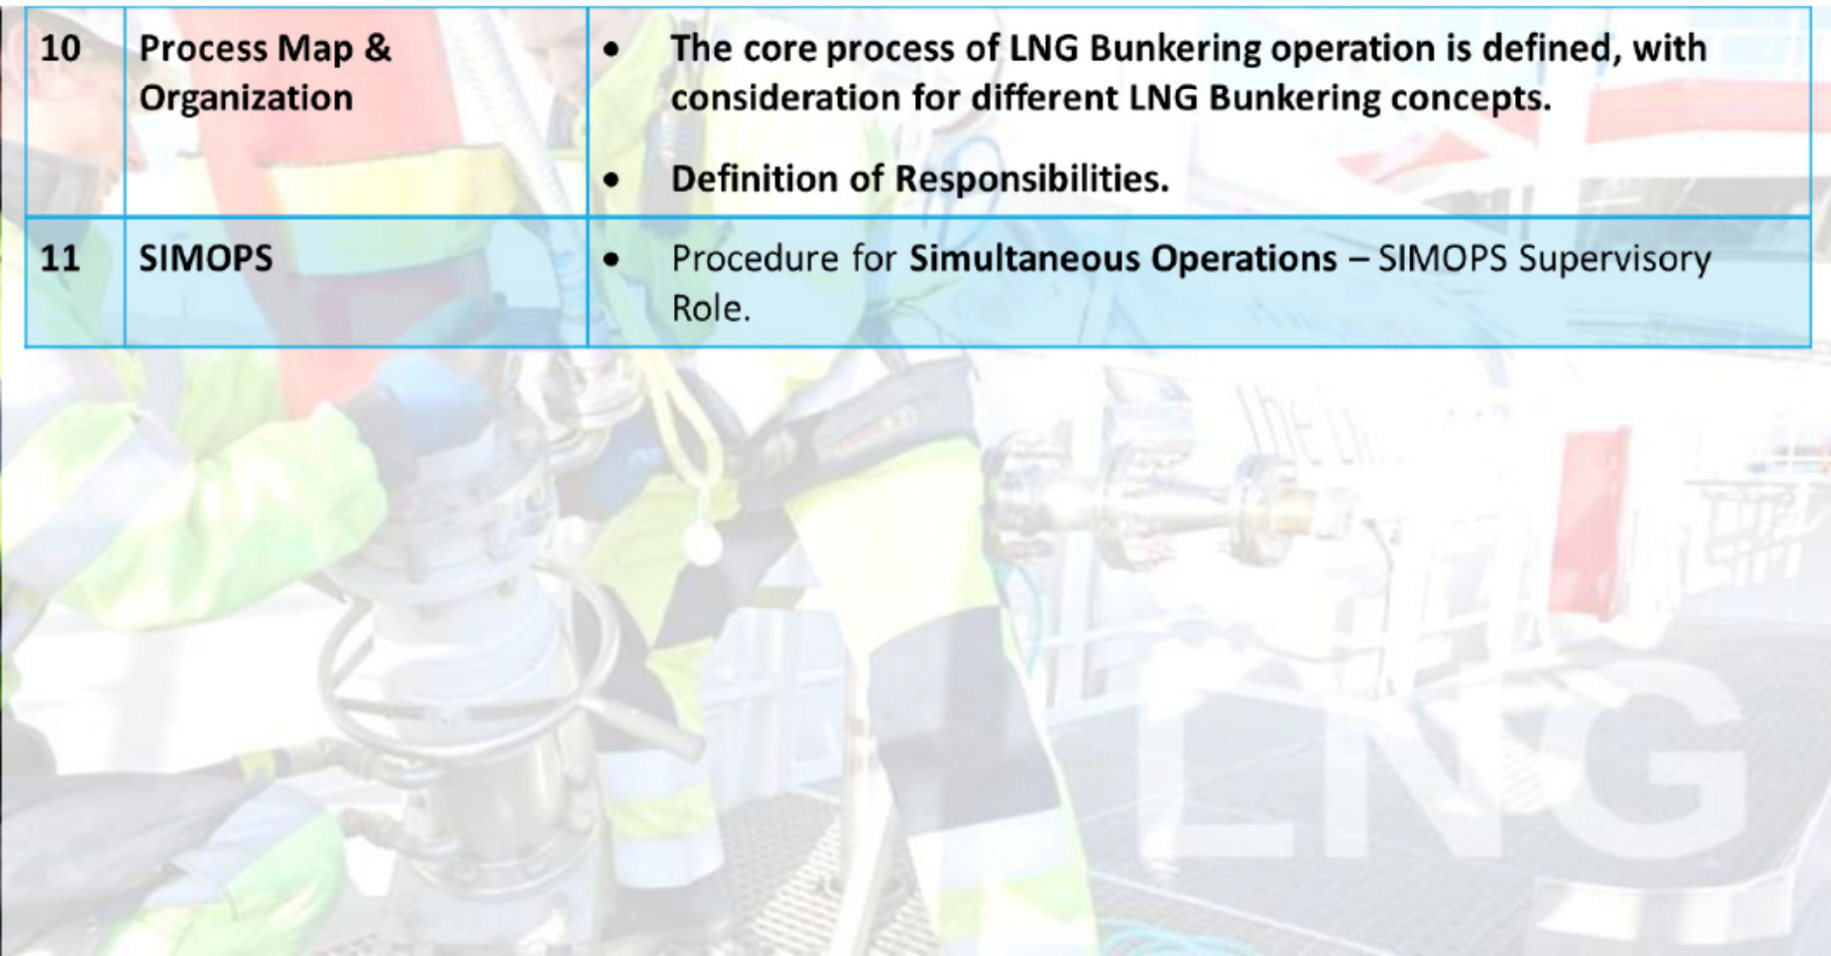 10 Process Map & Organization
• The core process of LNG Bunkering operation is defined, with
consideration for different LNG Bunkering concepts.
• Definition of Responsibilities.
11 SIMOPS
• Procedure for Simultaneous Operations – SIMOPS Supervisory
Role.
LNG